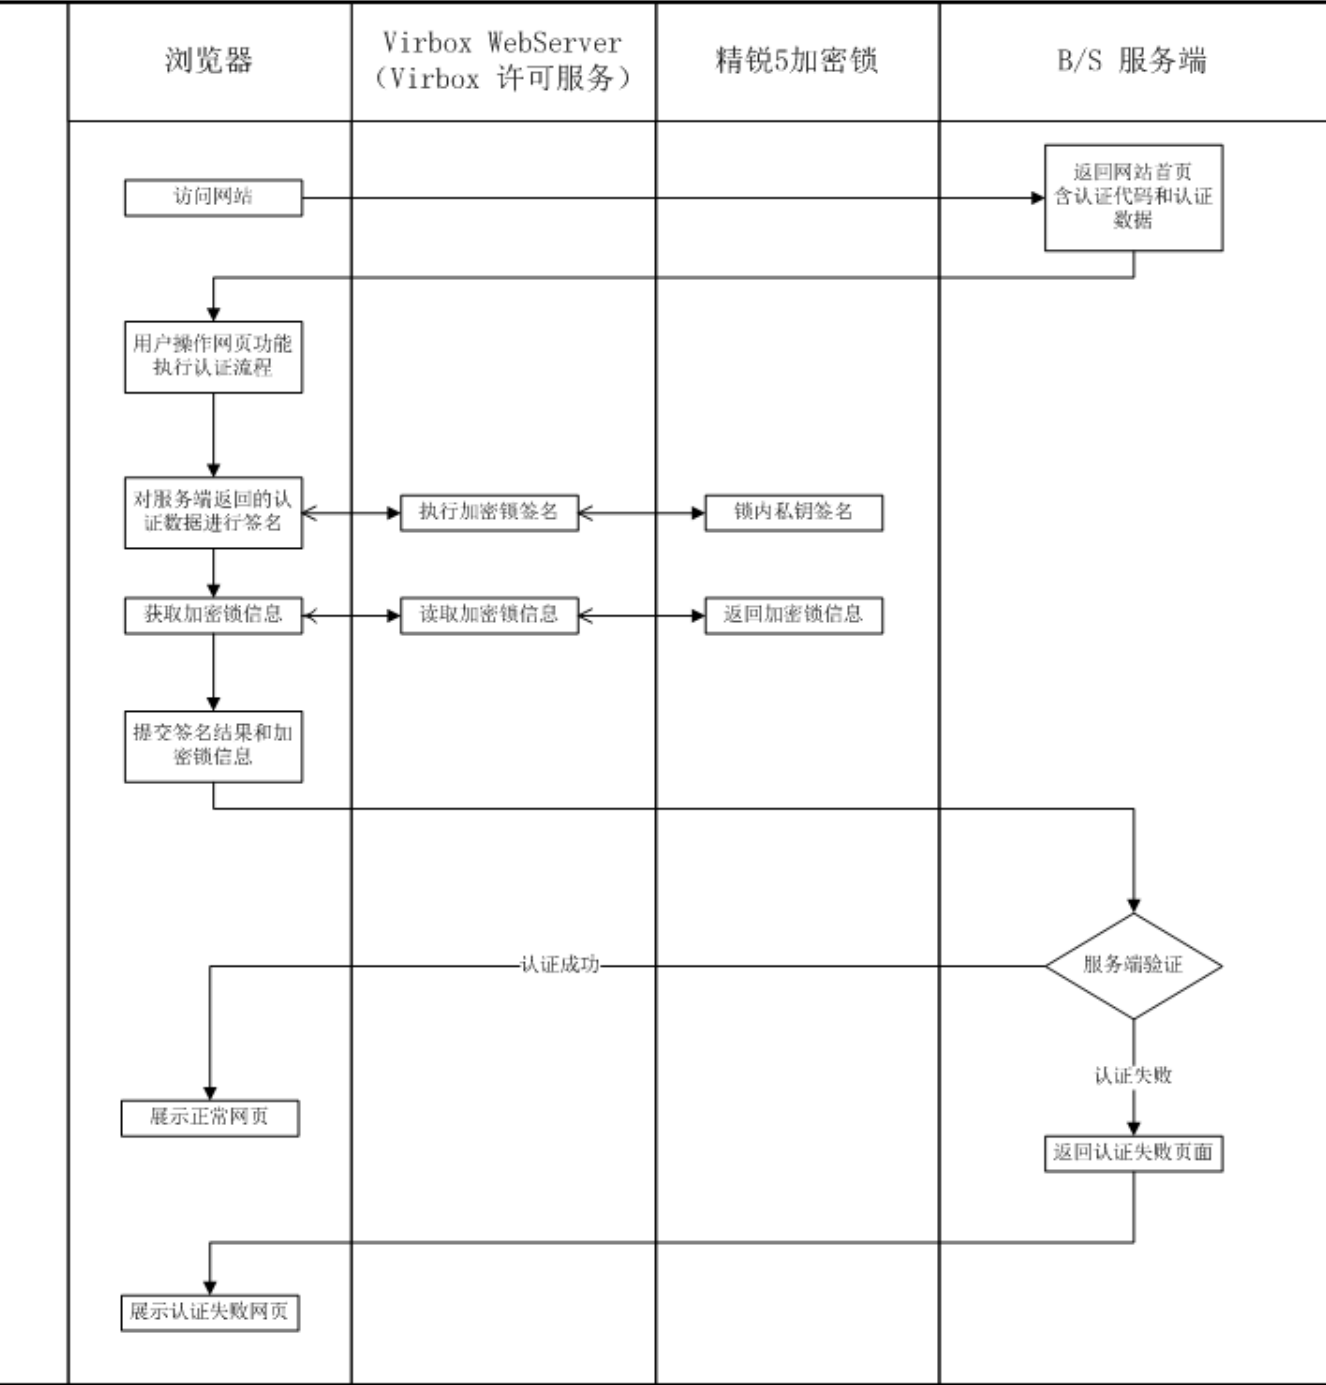 浏览器
Virbox WebServer
（Virbox 许可服务）
精锐5加密锁
B/S 服务端
访问网站
返回网站首页
含认证代码和认证
数据
用户操作网页功能
执行认证流程
对服务端返回的认
证数据进行签名
执行加密锁签名
锁内私钥签名
获取加密锁信息
读取加密锁信息
返回加密锁信息
提交签名结果和加
密锁信息
认证成功
服务端验证
认证失败
展示正常网页
返回认证失败页面
展示认证失败网页